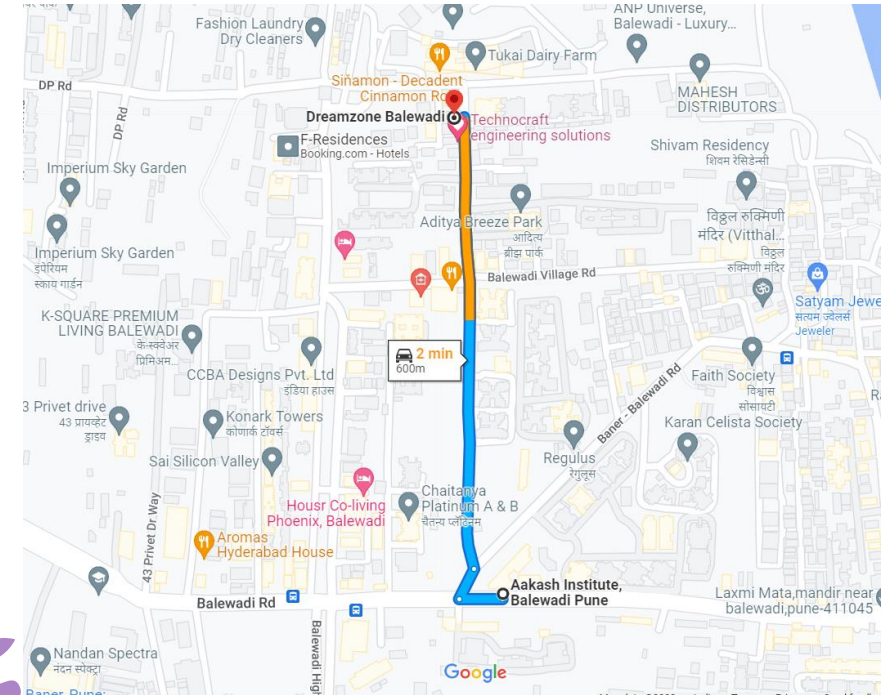 ANP Universe,
Balewadi - Luxury...
Fashion Laundry
Dry Cleaners
Tukai Dairy Farm
Siñamon - Decadent
Cinnamon Ro
DP Rd
DP Rd
MAHESH
DISTRIBUTORS
Dreamzone Balewadi
Technocraft
engineering solutions
F-Residences
Booking.com - Hotels
Shivam Residency
शिवम रेसिडेन्सी
Imperium Sky Garden
Aditya Breeze Park
आदित्य
ब्रीझ पार्क
विठ्ठल रुक्मिणी
मंदिर (Vitthal...
विठ्ठल
रुक्मिणी मंदिर
Imperium Sky Garden
इंपेरियम
स्काय गार्डन
Balewadi Village Rd
Satyam Jewe
सत्यम ज्वेलर्स
Jeweler
K-SQUARE PREMIUM
LIVING BALEWADI
के-स्क्वेअर
प्रिमिअम...
2 min
600m
CCBA Designs Pvt. Ltd
इंडिया हाउस
Faith Society
विश्वास
सोसायटी
Baner - Balewadi Rd
3 Privet drive
43 प्रायव्हेट
ड्राइव
Konark Towers
कोणार्क टॉवर्स
Karan Celista Society
Sai Silicon Valley
Regulus
रेगुलूस
Housr Co-living
Phoenix, Balewadi
Chaitanya
Platinum A & B
चैतन्य प्लॅटिनम
43 Privet Dr Way
Aromas
Hyderabad House
Aakash Institute,
Balewadi Pune
Balewadi Rd
Laxmi Mata,mandir near
balewadi,pune-411045
Balewadi High
Nandan Spectra
नंदन स्पेक्ट्रा
Google
Baner, Pune: